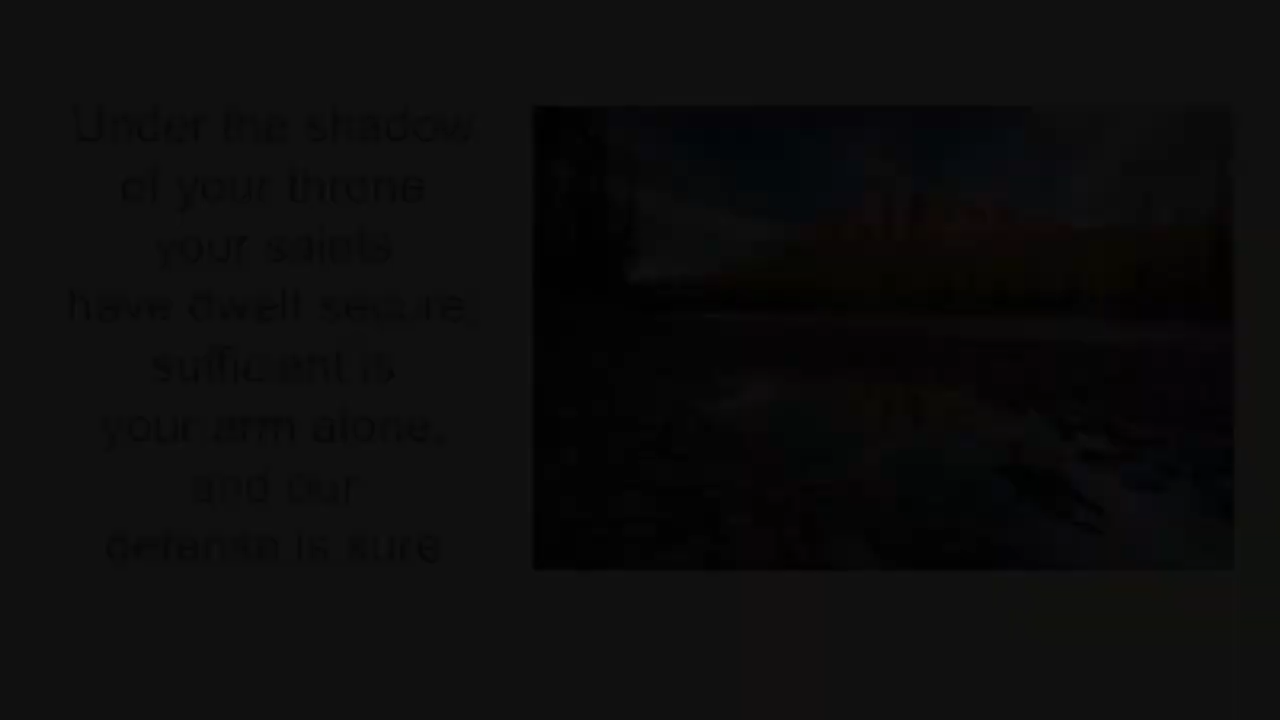 Under the shadow
of your throne
your saints
have dwelt secure;
sufficient is
your arm alone,
and our
defense is sure